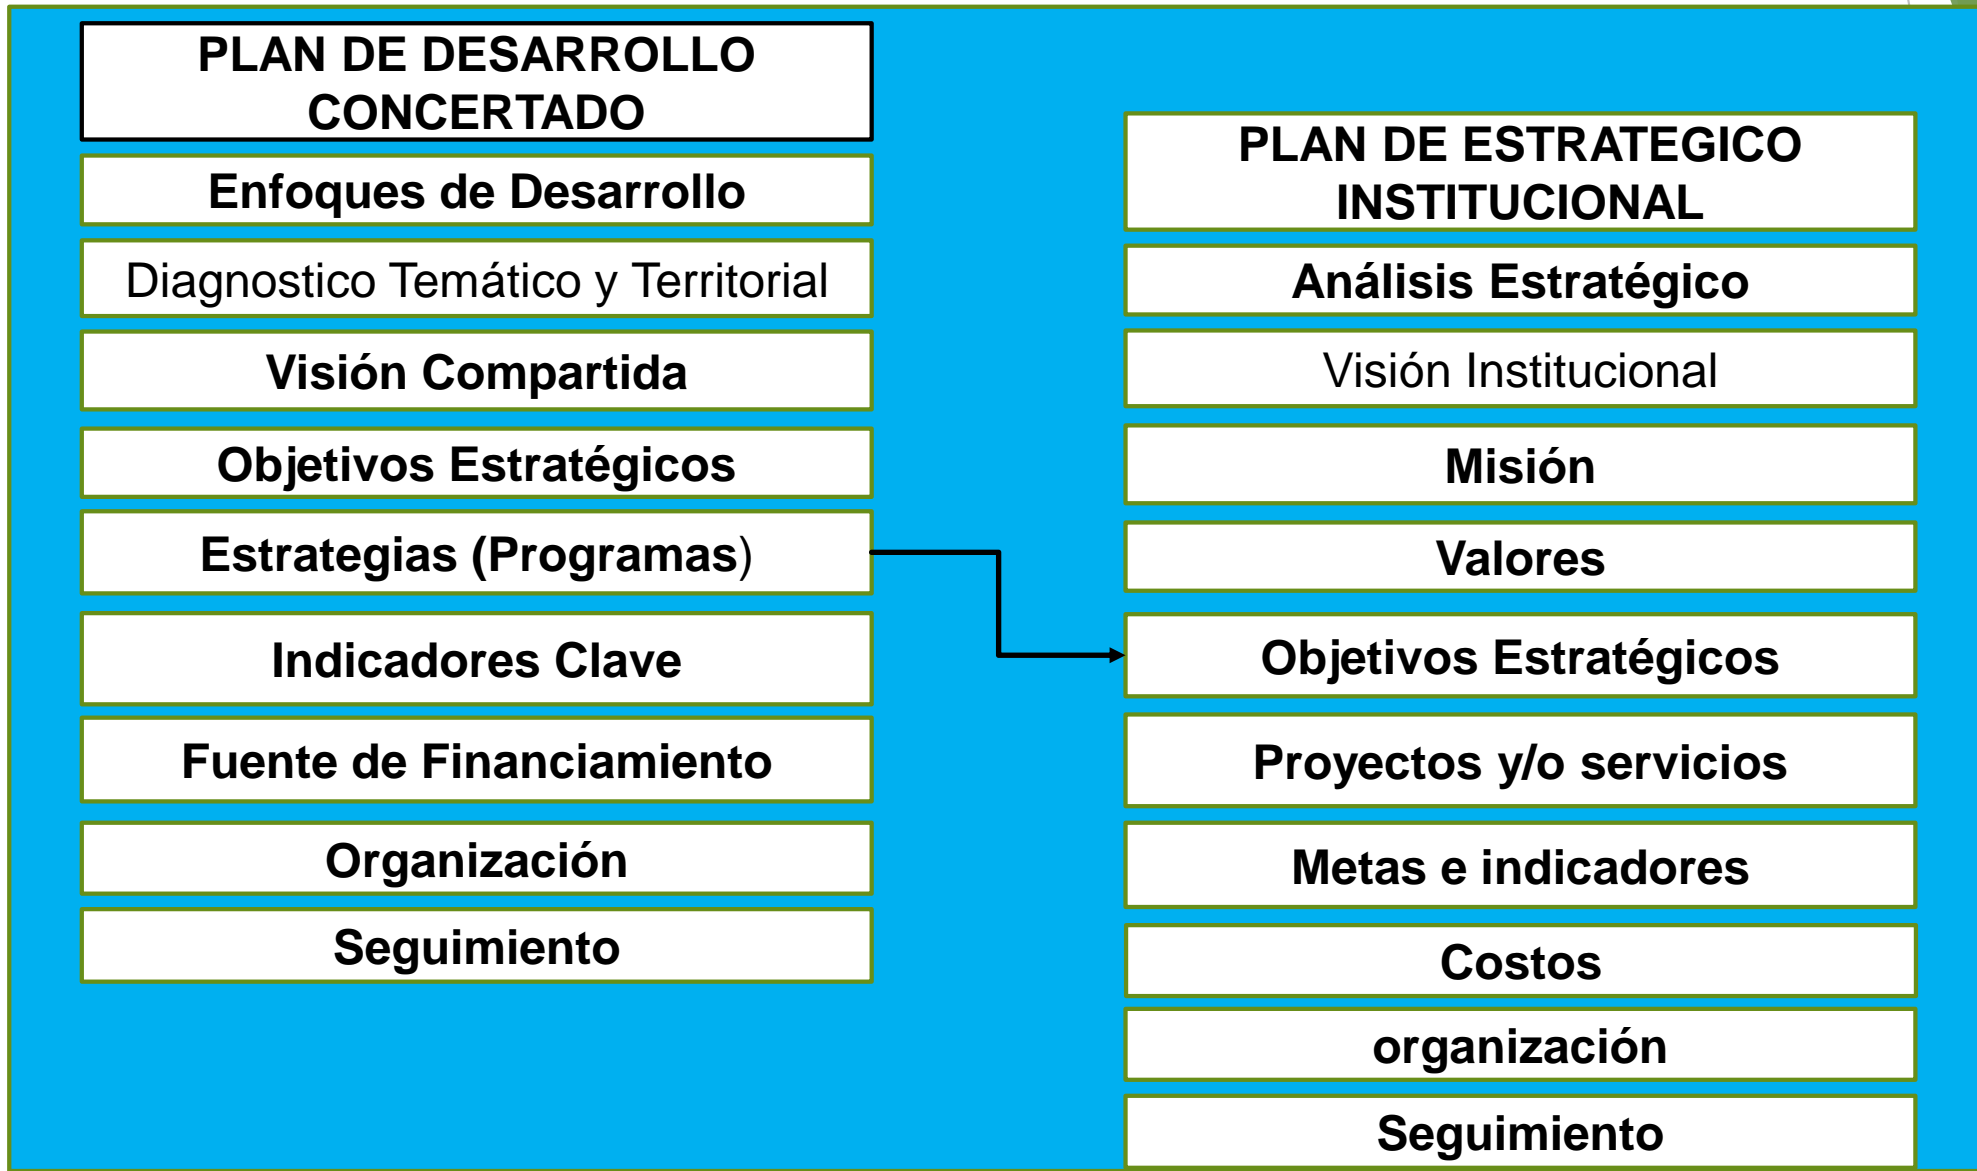 PLAN DE DESARROLLO
CONCERTADO
Enfoques de Desarrollo
Diagnostico Temático y Territorial
Visión Compartida
Objetivos Estratégicos
Estrategias (Programas)
Indicadores Clave
Fuente de Financiamiento
Organización
Seguimiento
PLAN DE ESTRATEGICO
INSTITUCIONAL
Análisis Estratégico
Visión Institucional
Misión
Valores
Objetivos Estratégicos
Proyectos y/o servicios
Metas e indicadores
Costos
organización
Seguimiento